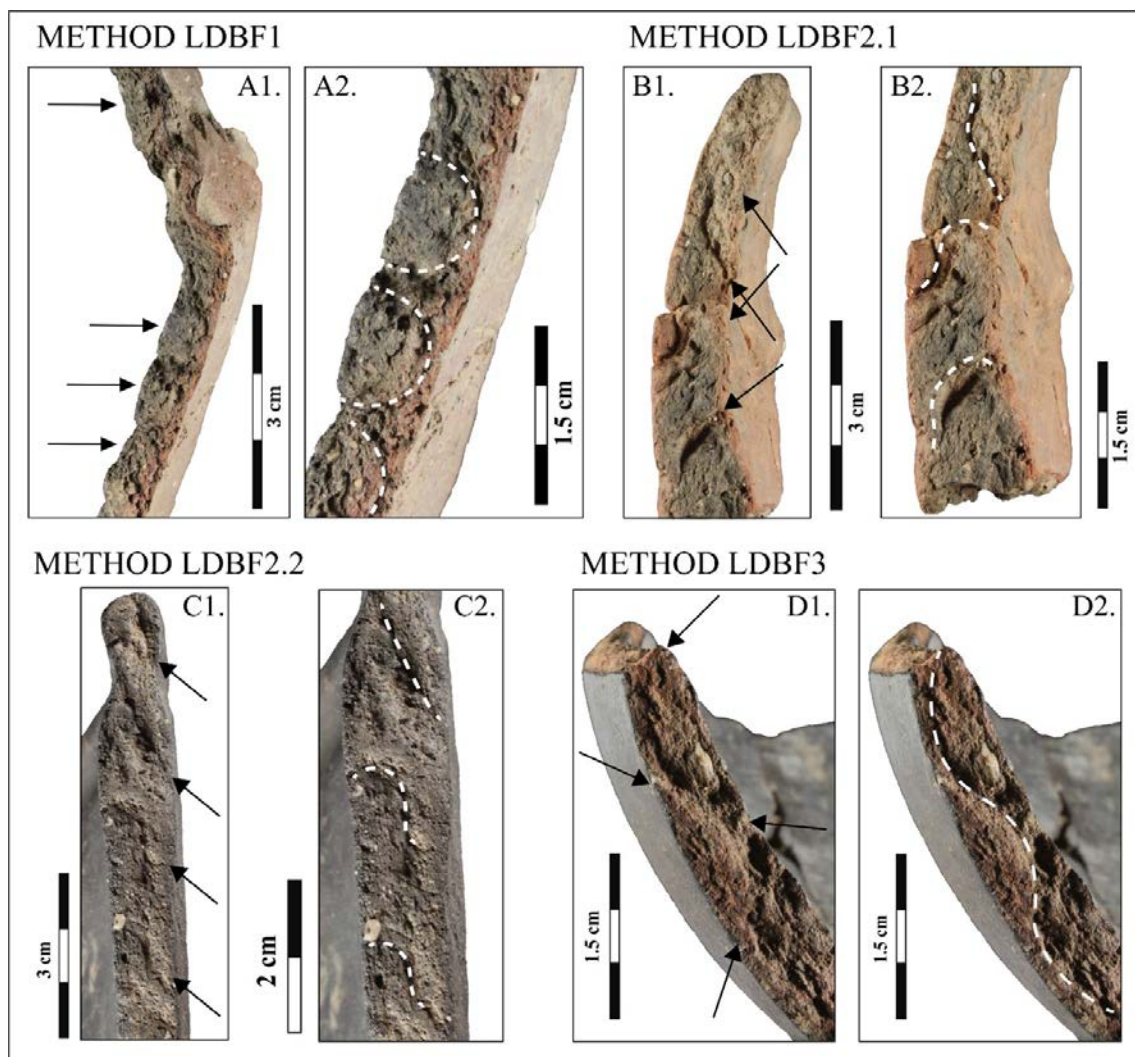 METHOD LDBF1
METHOD LDBF2.1
A1.
A2.
B1.
B2.
3 cm
1.5 cm
3 cm
1.5 cm
METHOD LDBF2.2
METHOD LDBF3
C1.
C2.
D1.
D2.
3 cm
2 cm
1.5 cm
1.5 cm